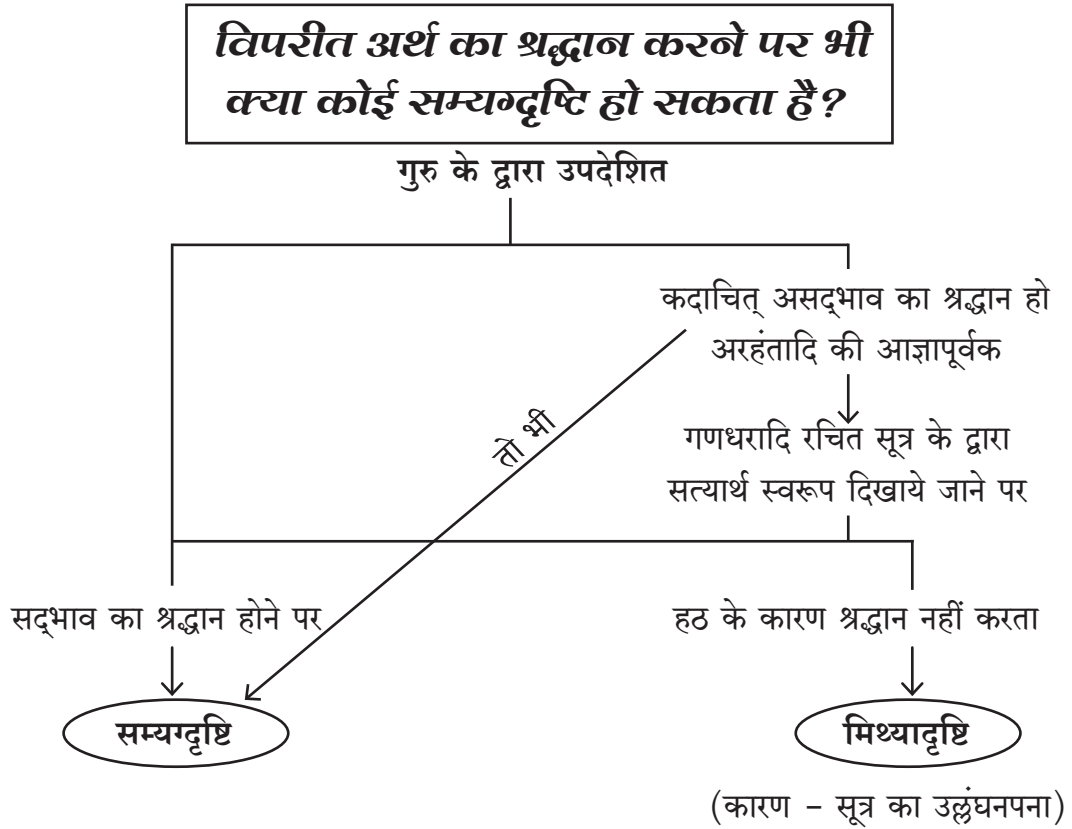 विपरीत अर्थ का श्रद्धान करने पर भी
क्या कोई सम्यग्दृष्टि हो सकता है?
गुरु के द्वारा उपदेशित
कदाचित् असद्‌भाव का श्रद्धान हो
अरहंतादि की आज्ञापूर्वक
तो भी
गणधरादि रचित सूत्र के द्वारा
सत्यार्थ स्वरूप दिखाये जाने पर
सद्‌भाव का श्रद्धान होने पर
हठ के कारण श्रद्धान नहीं करता
सम्यग्दृष्टि
मिथ्यादृष्टि
(कारण - सूत्र का उल्लंघनपना)